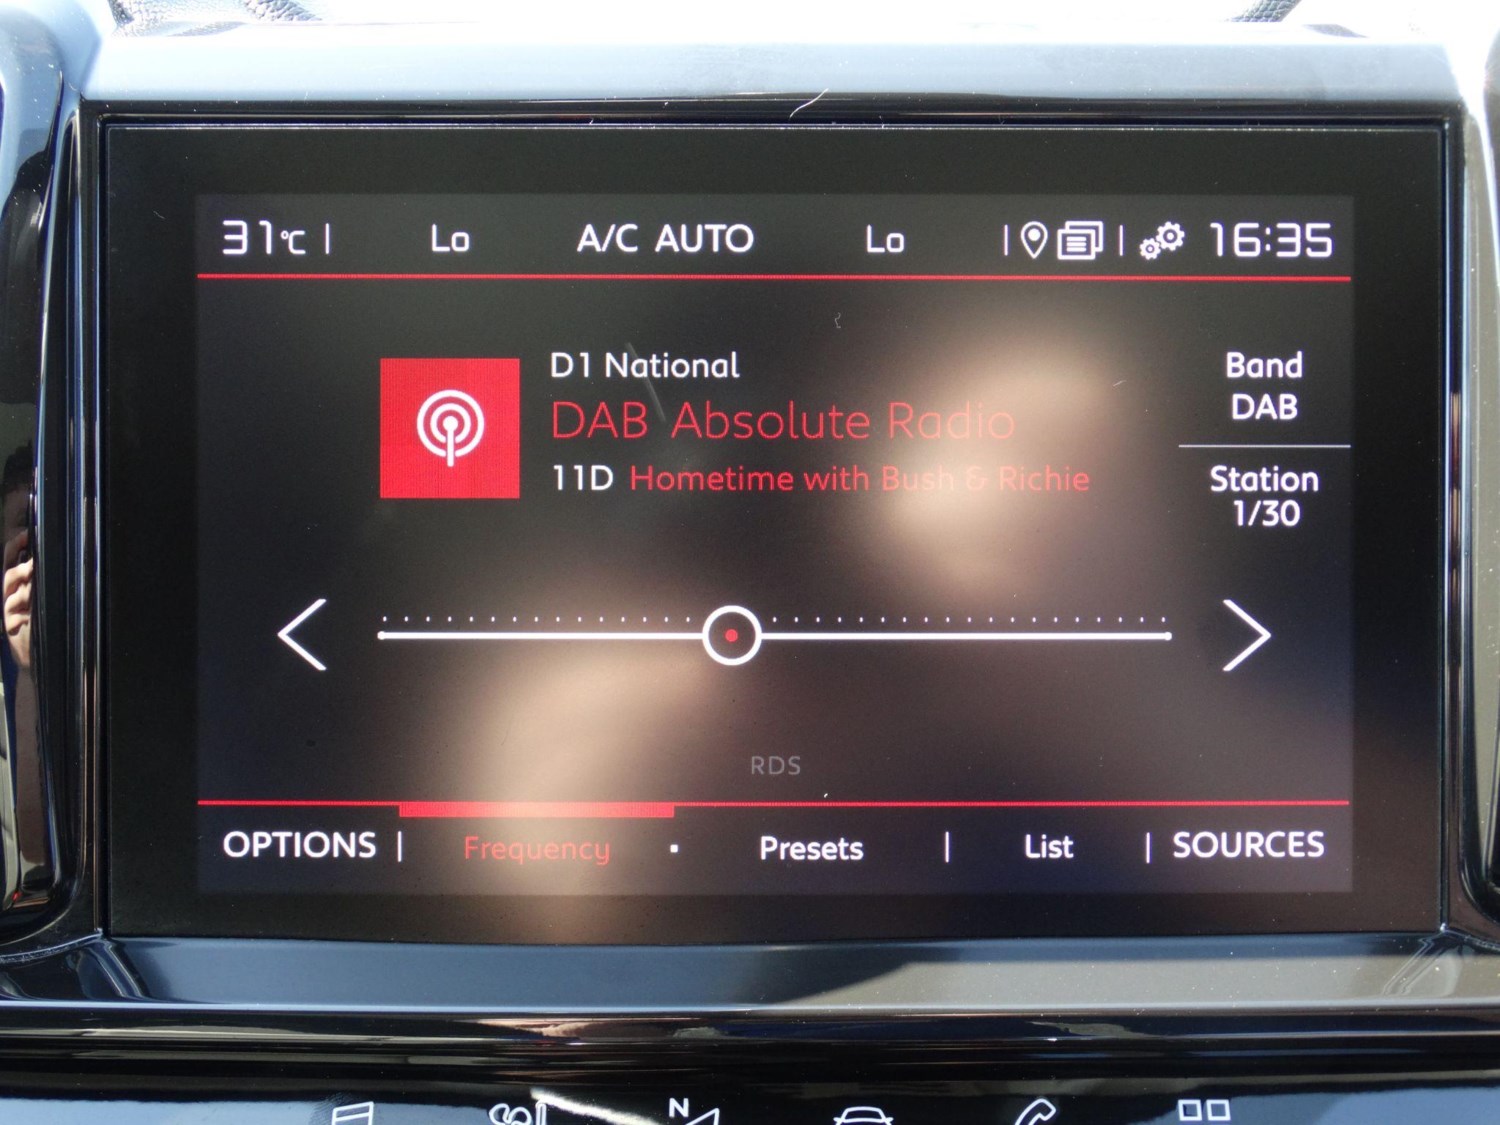 31°C | Lo A/C AUTO Lo | | 16:35
D1 National
DAB Absolute Radio
11D Hometime with Bush & Richie
Band
DAB
Station
1/30
RDS
OPTIONS | Frequency Presets | List | SOURCES
N